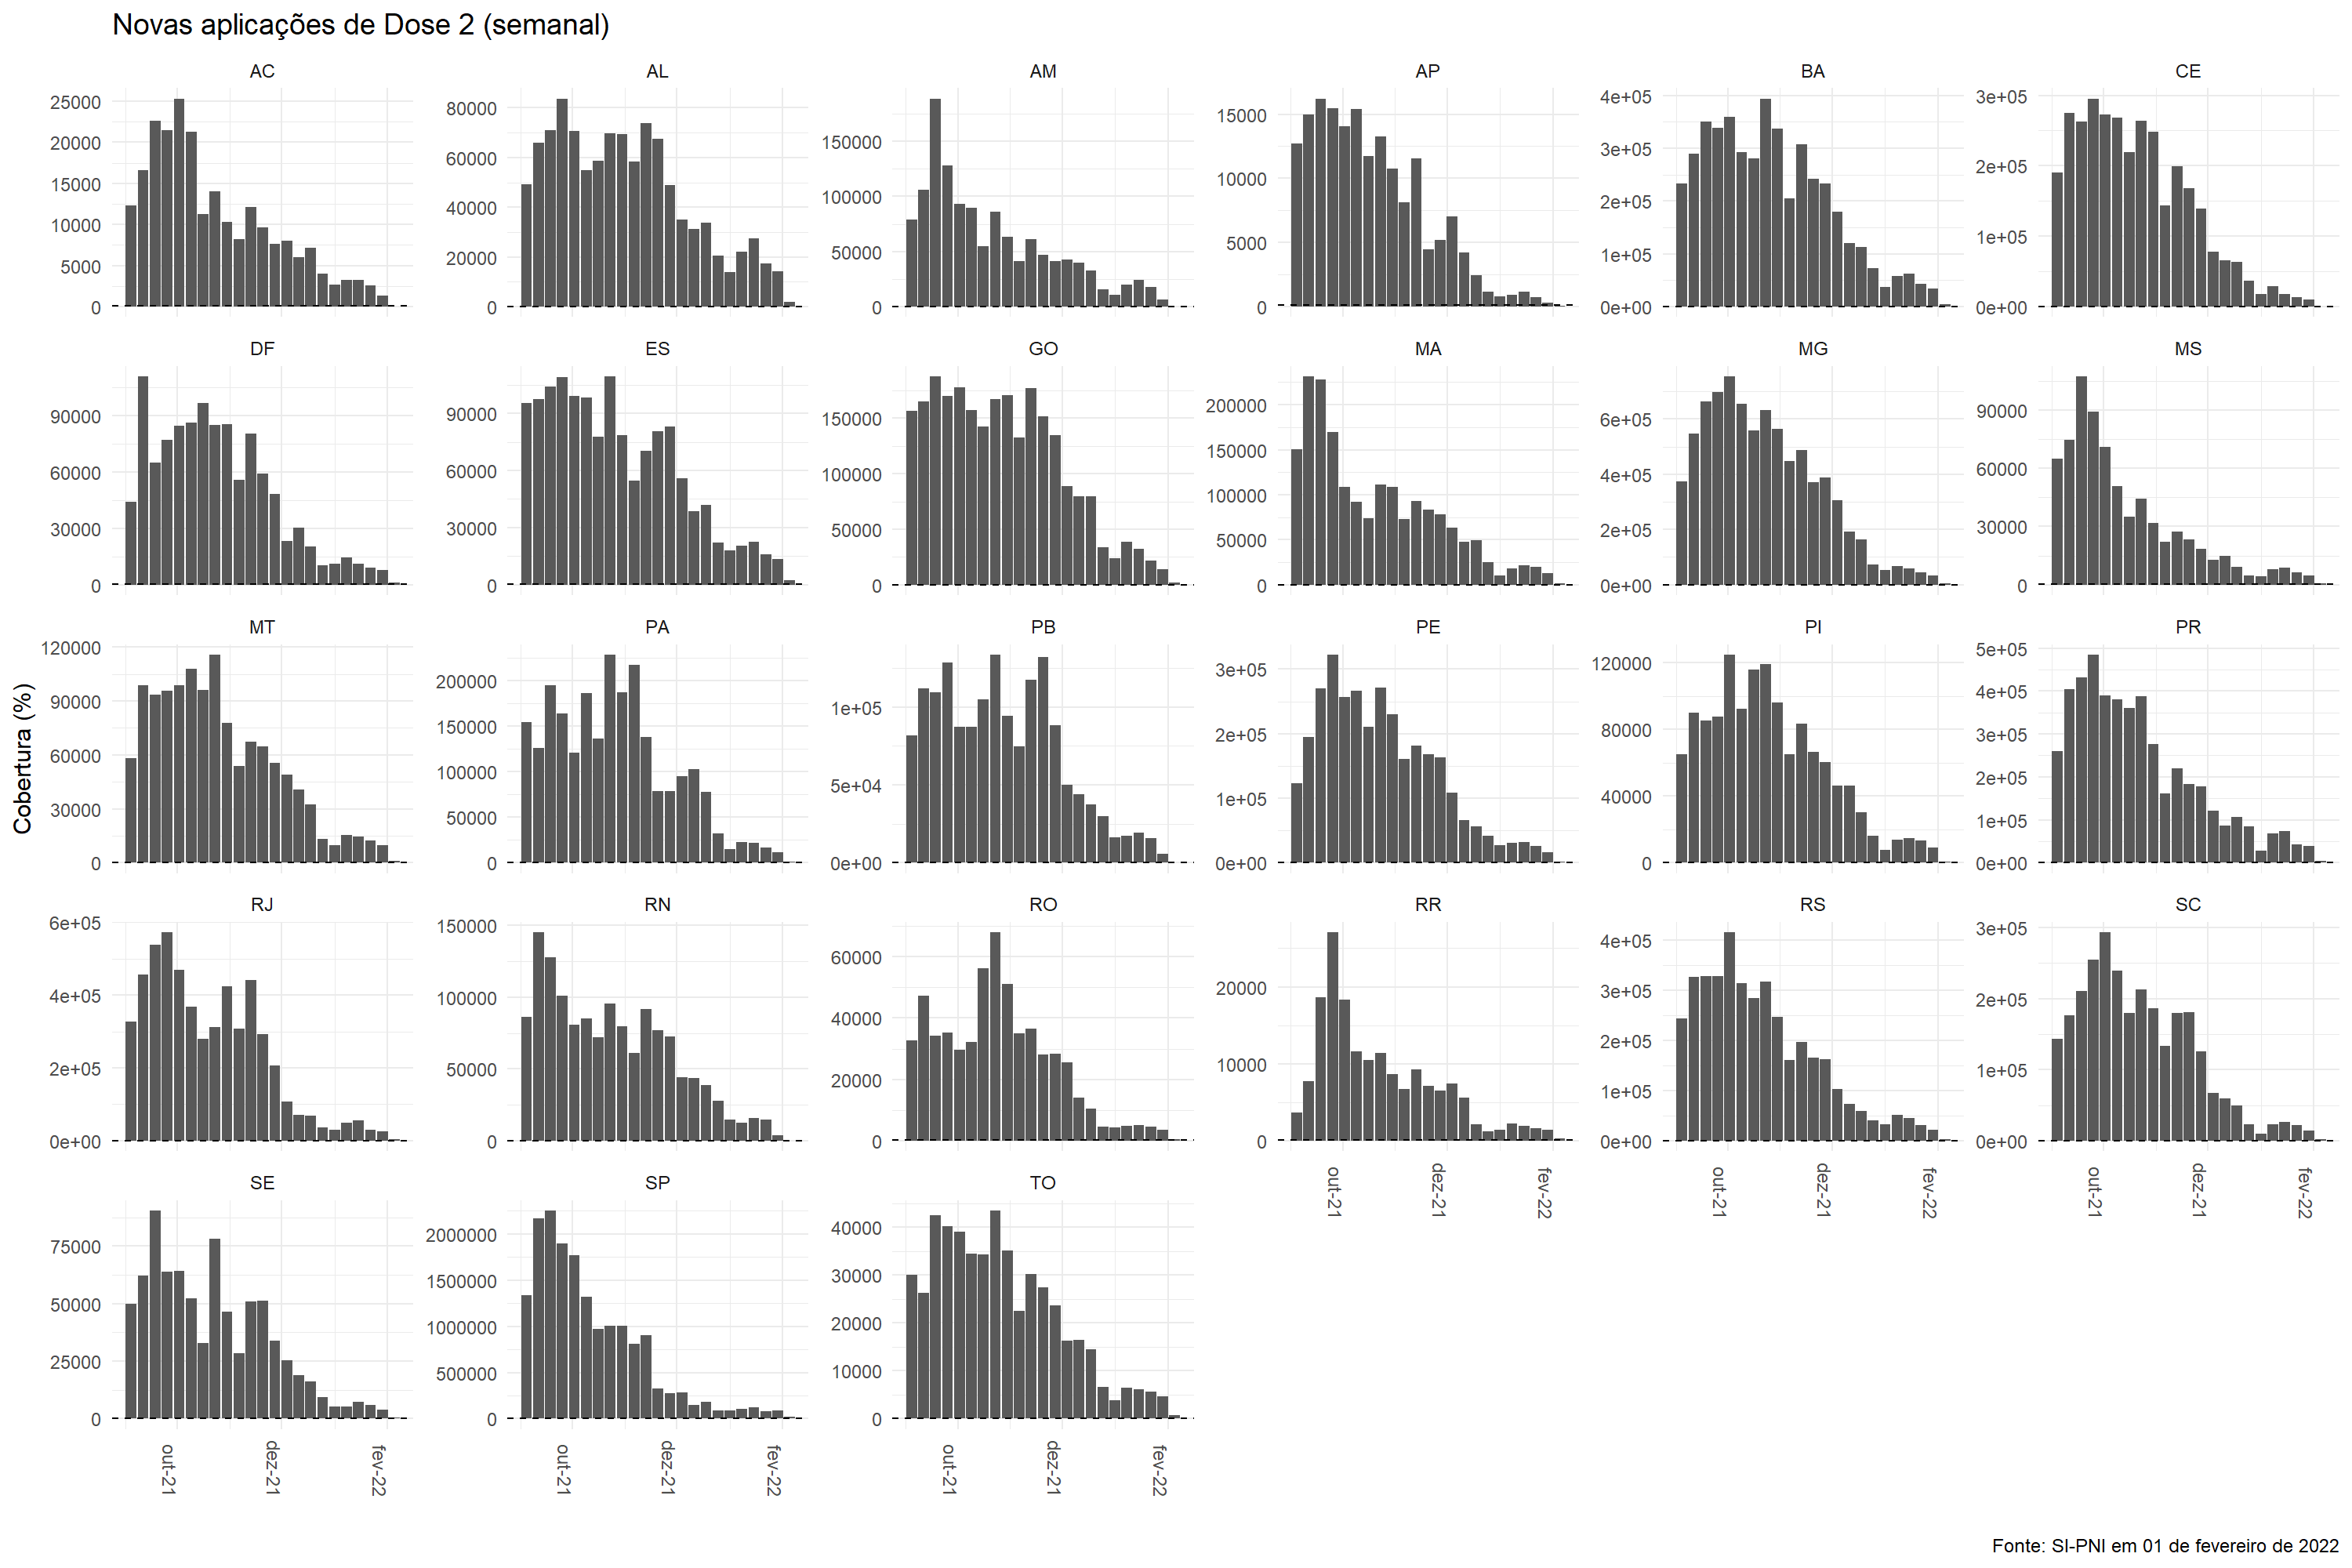 Novas aplicações de Dose 2 (semanal)
AC AL AM AP BA CE
25000 20000 15000 10000 5000 0
80000 60000 40000 20000 0
150000 100000 50000 0
15000 10000 5000 0
4e+05 3e+05 2e+05 1e+05 0e+00
3e+05 2e+05 1e+05 0e+00
DF ES GO MA MG MS
90000 60000 30000 0
90000 60000 30000 0
150000 100000 50000 0
200000 150000 100000 50000 0
6e+05 4e+05 2e+05 0e+00
90000 60000 30000 0
Cobertura (%)
MT PA PB PE PI PR
120000 90000 60000 30000 0
200000 150000 100000 50000 0
1e+05 5e+04 0e+00
3e+05 2e+05 1e+05 0e+00
120000 80000 40000 0
5e+05 4e+05 3e+05 2e+05 1e+05 0e+00
RJ RN RO RR RS SC
6e+05 4e+05 2e+05 0e+00
150000 100000 50000 0
60000 40000 20000 0
20000 10000 0
4e+05 3e+05 2e+05 1e+05 0e+00
3e+05 2e+05 1e+05 0e+00
out-21 dez-21 fev-22
out-21 dez-21 fev-22
out-21 dez-21 fev-22
SE SP TO
75000 50000 25000 0
2000000 1500000 1000000 500000 0
40000 30000 20000 10000 0
out-21 dez-21 fev-22
out-21 dez-21 fev-22
out-21 dez-21 fev-22
Fonte: SI-PNI em 01 de fevereiro de 2022